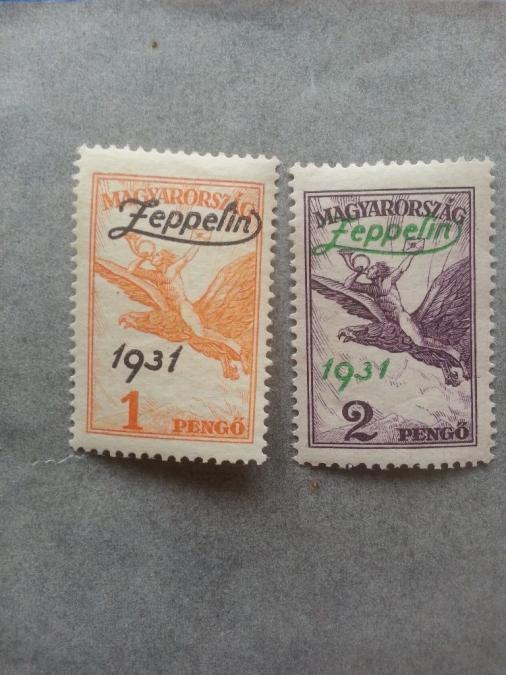 MAGYARORSZÁG
Zeppelin
1931
1 PENGŐ
MAGYARORSZÁG
Zeppelin
1931
2 PENGŐ